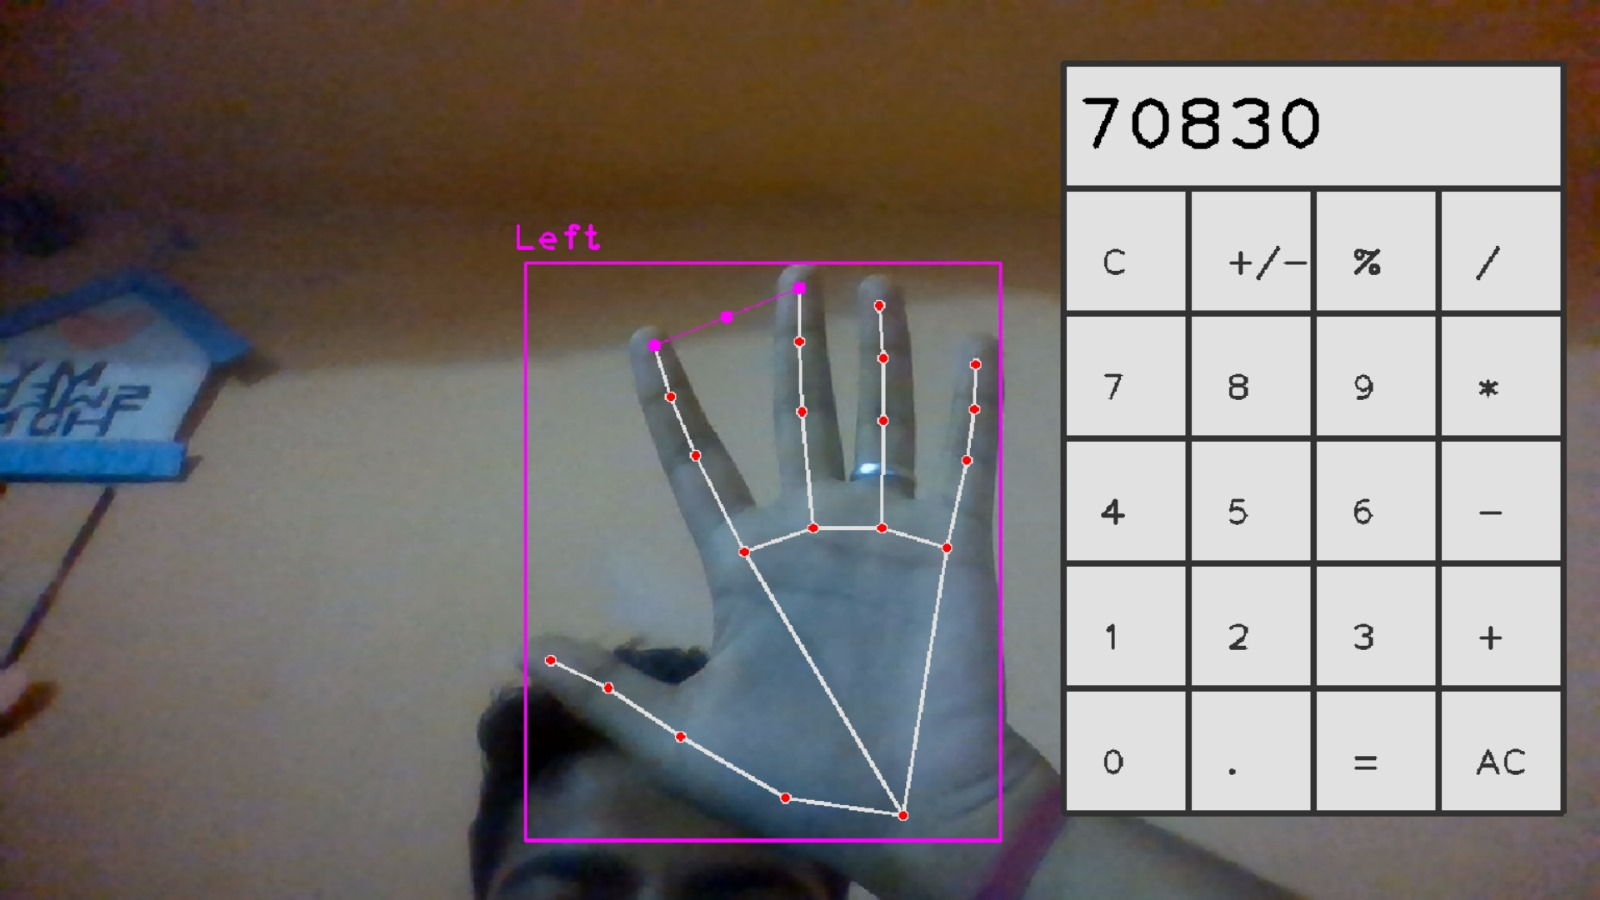 70830
Left
C +/- % /
7 8 9 *
4 5 6 -
1 2 3 +
0 . = AC